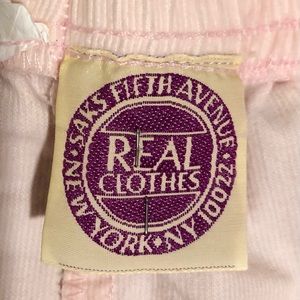 SAKS FIFTH AVENUE · NEW YORK · NY 10022 ·
REAL
CLOTHES